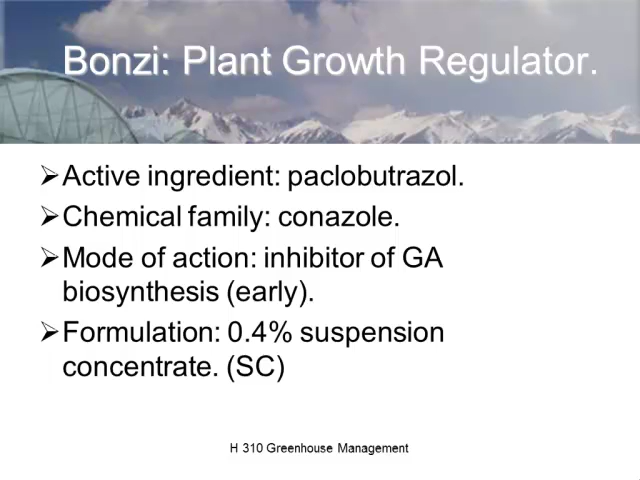 Bonzi: Plant Growth Regulator.
➢Active ingredient: paclobutrazol.
➢Chemical family: conazole.
➢Mode of action: inhibitor of GA
biosynthesis (early).
➢Formulation: 0.4% suspension
concentrate. (SC)
H 310 Greenhouse Management